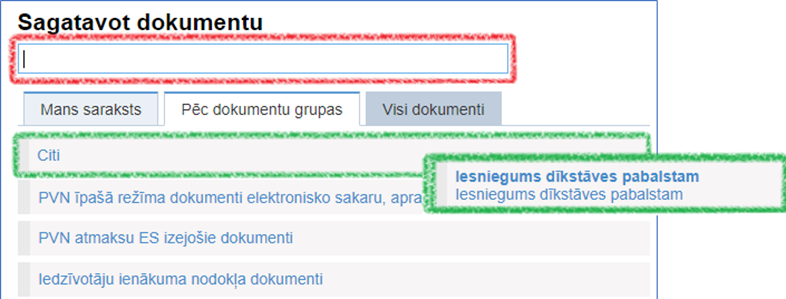 Sagatavot dokumentu
Mans saraksts
Pēc dokumentu grupas
Visi dokumenti
Citi
Iesniegums dīkstāves pabalstam
Iesniegums dīkstāves pabalstam
PVN īpašā režīma dokumenti elektronisko sakaru, apra
PVN atmaksu ES izejošie dokumenti
Iedzīvotāju ienākuma nodokļa dokumenti